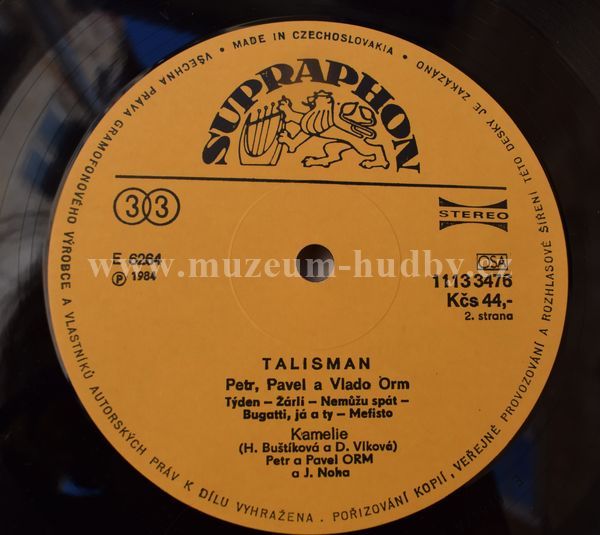 VŠECHNA PRÁVA GRAMOFONOVÉHO VÝROBCE A VLASTNÍKŮ AUTORSKÝCH PRÁV K DÍLU VYHRAŽENA . POŘIZOVÁNÍ KOPIÍ , VEŘEJNÉ PROVOZOVÁNÍ A ROZHLASOVÉ ŠÍŘENÍ TÉTO DESKY JE ZAKÁZÁNO • MADE IN CZECHOSLOVAKIA •
SUPRAPHON
33
STEREO
E 6264
OSA
℗ 1984
1113 3476
Kčs 44,-
2. strana
www.muzeum-hudby.cz
TALISMAN
Petr, Pavel a Vlado Orm
Týden – Žárlí – Nemůžu spát –
Bugatti, já a ty – Mefisto
Kamelie
(H. Buštíková a D. Vlková)
Petr a Pavel ORM
a J. Noha